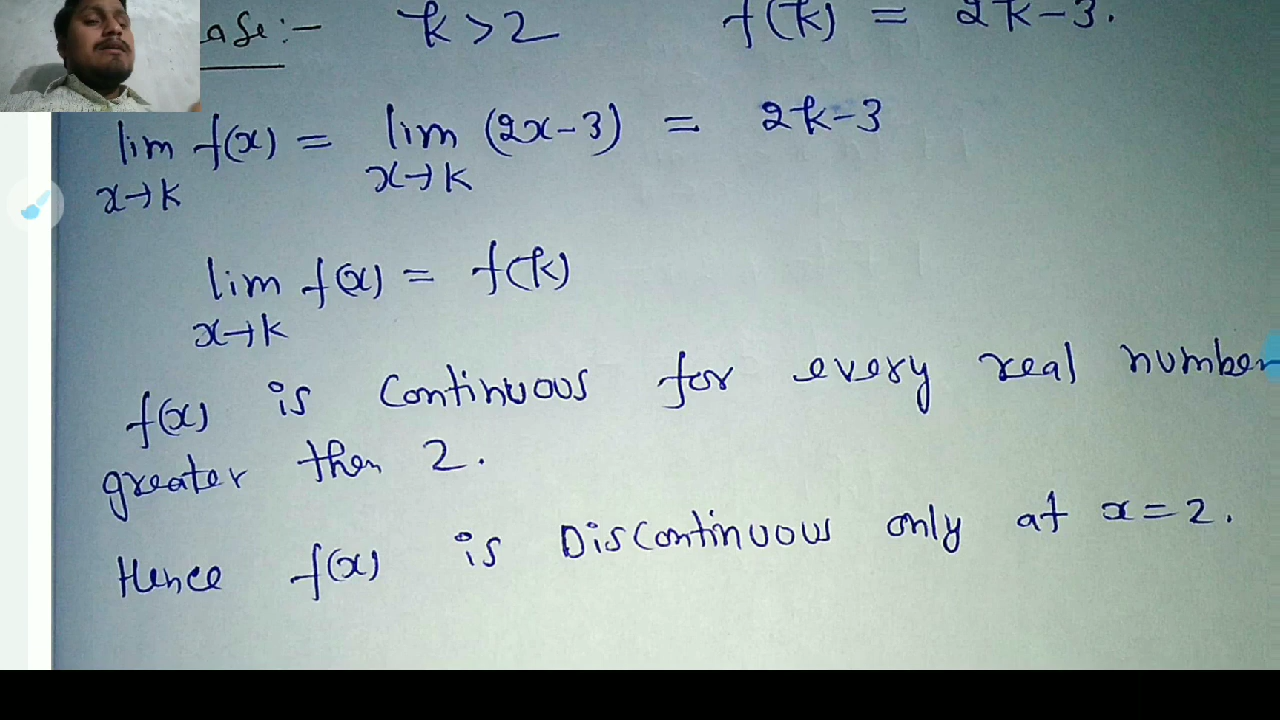 ase :- k > 2 f(k) = 2k-3.
lim f(x) = lim (2x-3) = 2k-3
x→k x→k
lim f(x) = f(k)
x→k
f(x) is Continuous for every real number
greater then 2.
Hence f(x) is Discontinuous only at x=2.